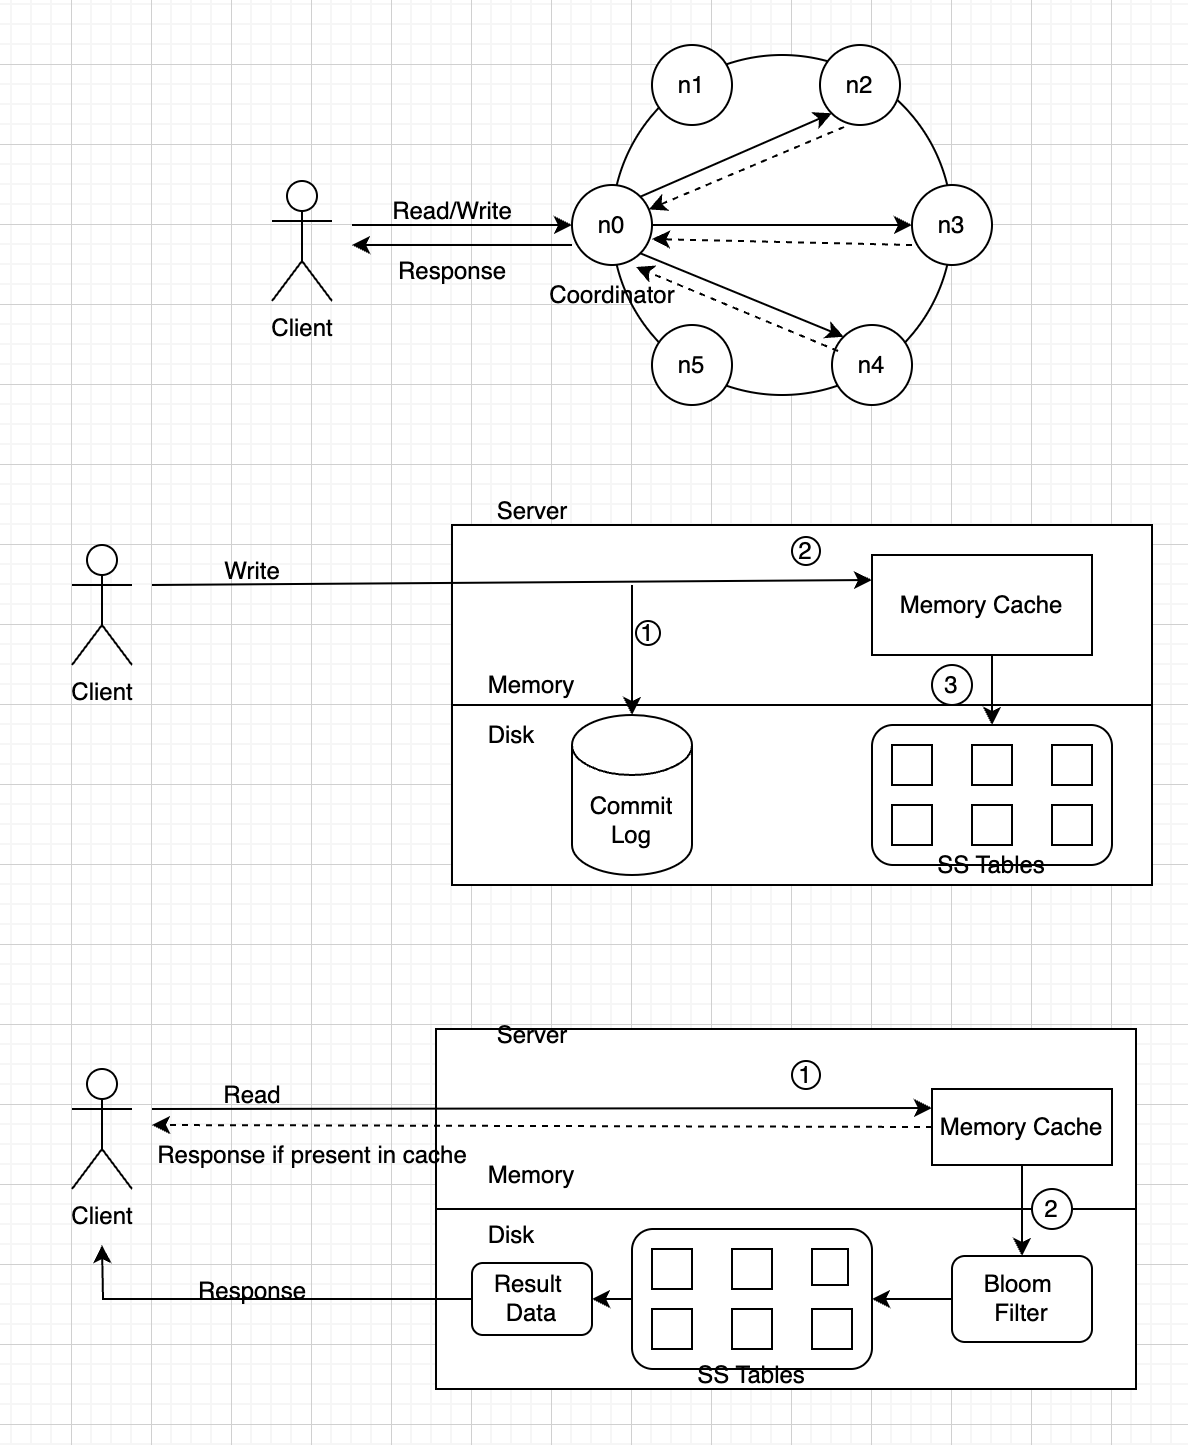 n1
n2
Read/Write
n0
n3
Response
Coordinator
Client
n5
n4
Server
Write
2
Memory Cache
1
Memory
3
Client
Disk
Commit
Log
SS Tables
Server
Read
1
Memory Cache
Response if present in cache
Memory
Client
2
Disk
Response
Result
Data
Bloom
Filter
SS Tables